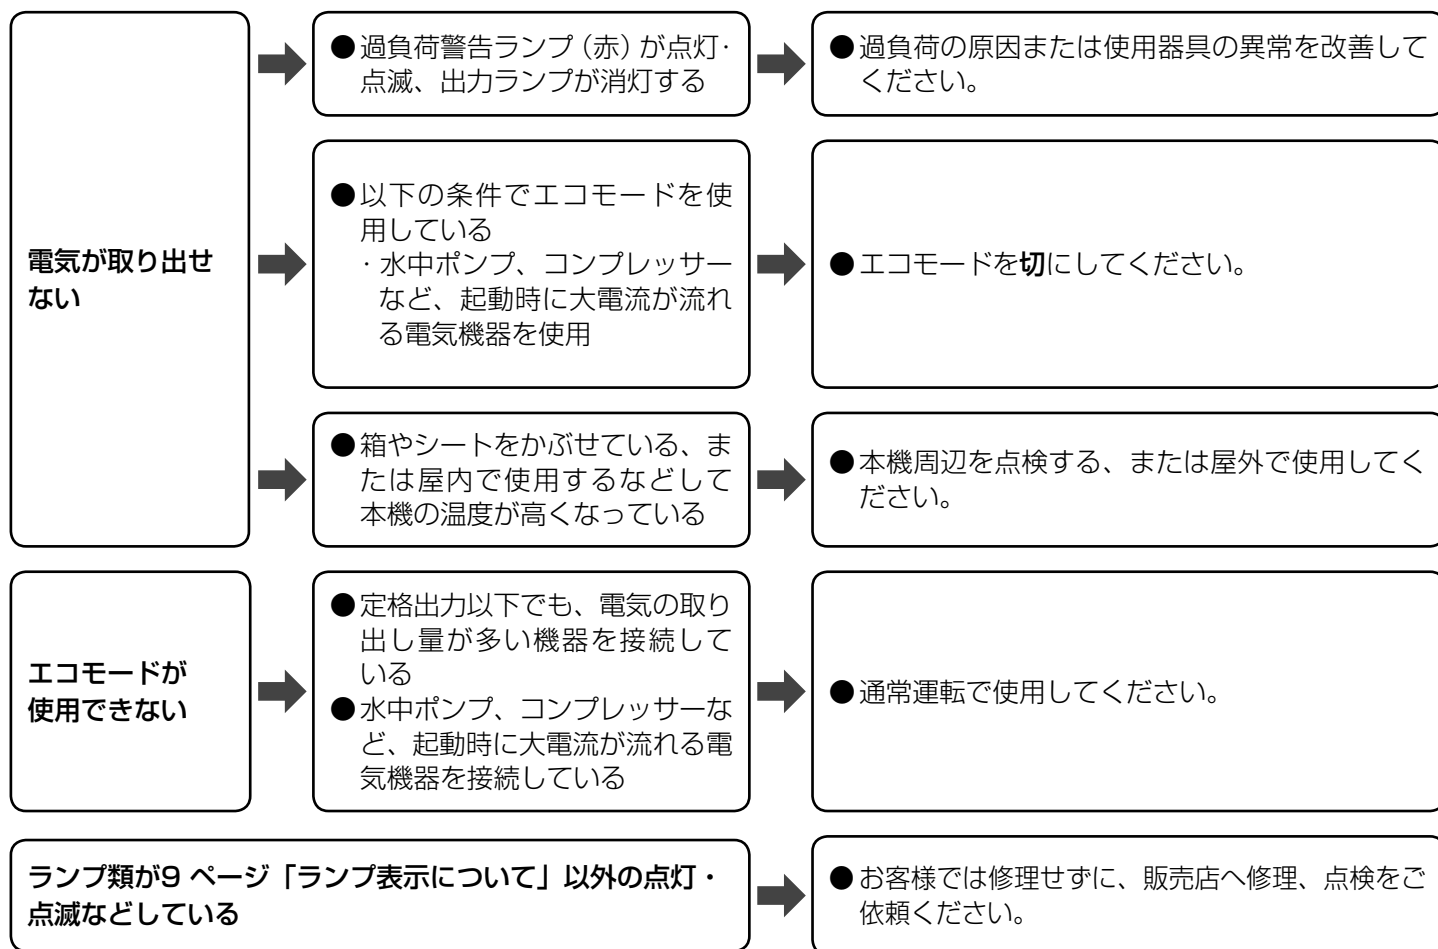 電気が取り出せ
ない
●過負荷警告ランプ（赤）が点灯・
点滅、出力ランプが消灯する
●過負荷の原因または使用器具の異常を改善して
ください。
●以下の条件でエコモードを使
用している
・水中ポンプ、コンプレッサー
など、起動時に大電流が流れ
る電気機器を使用
●エコモードを切にしてください。
●箱やシートをかぶせている、ま
たは屋内で使用するなどして
本機の温度が高くなっている
●本機周辺を点検する、または屋外で使用してく
ださい。
エコモードが
使用できない
●定格出力以下でも、電気の取り
出し量が多い機器を接続して
いる
●水中ポンプ、コンプレッサーな
ど、起動時に大電流が流れる電
気機器を接続している
●通常運転で使用してください。
ランプ類が9 ページ「ランプ表示について」以外の点灯・
点滅などしている
●お客様では修理せずに、販売店へ修理、点検をご
依頼ください。